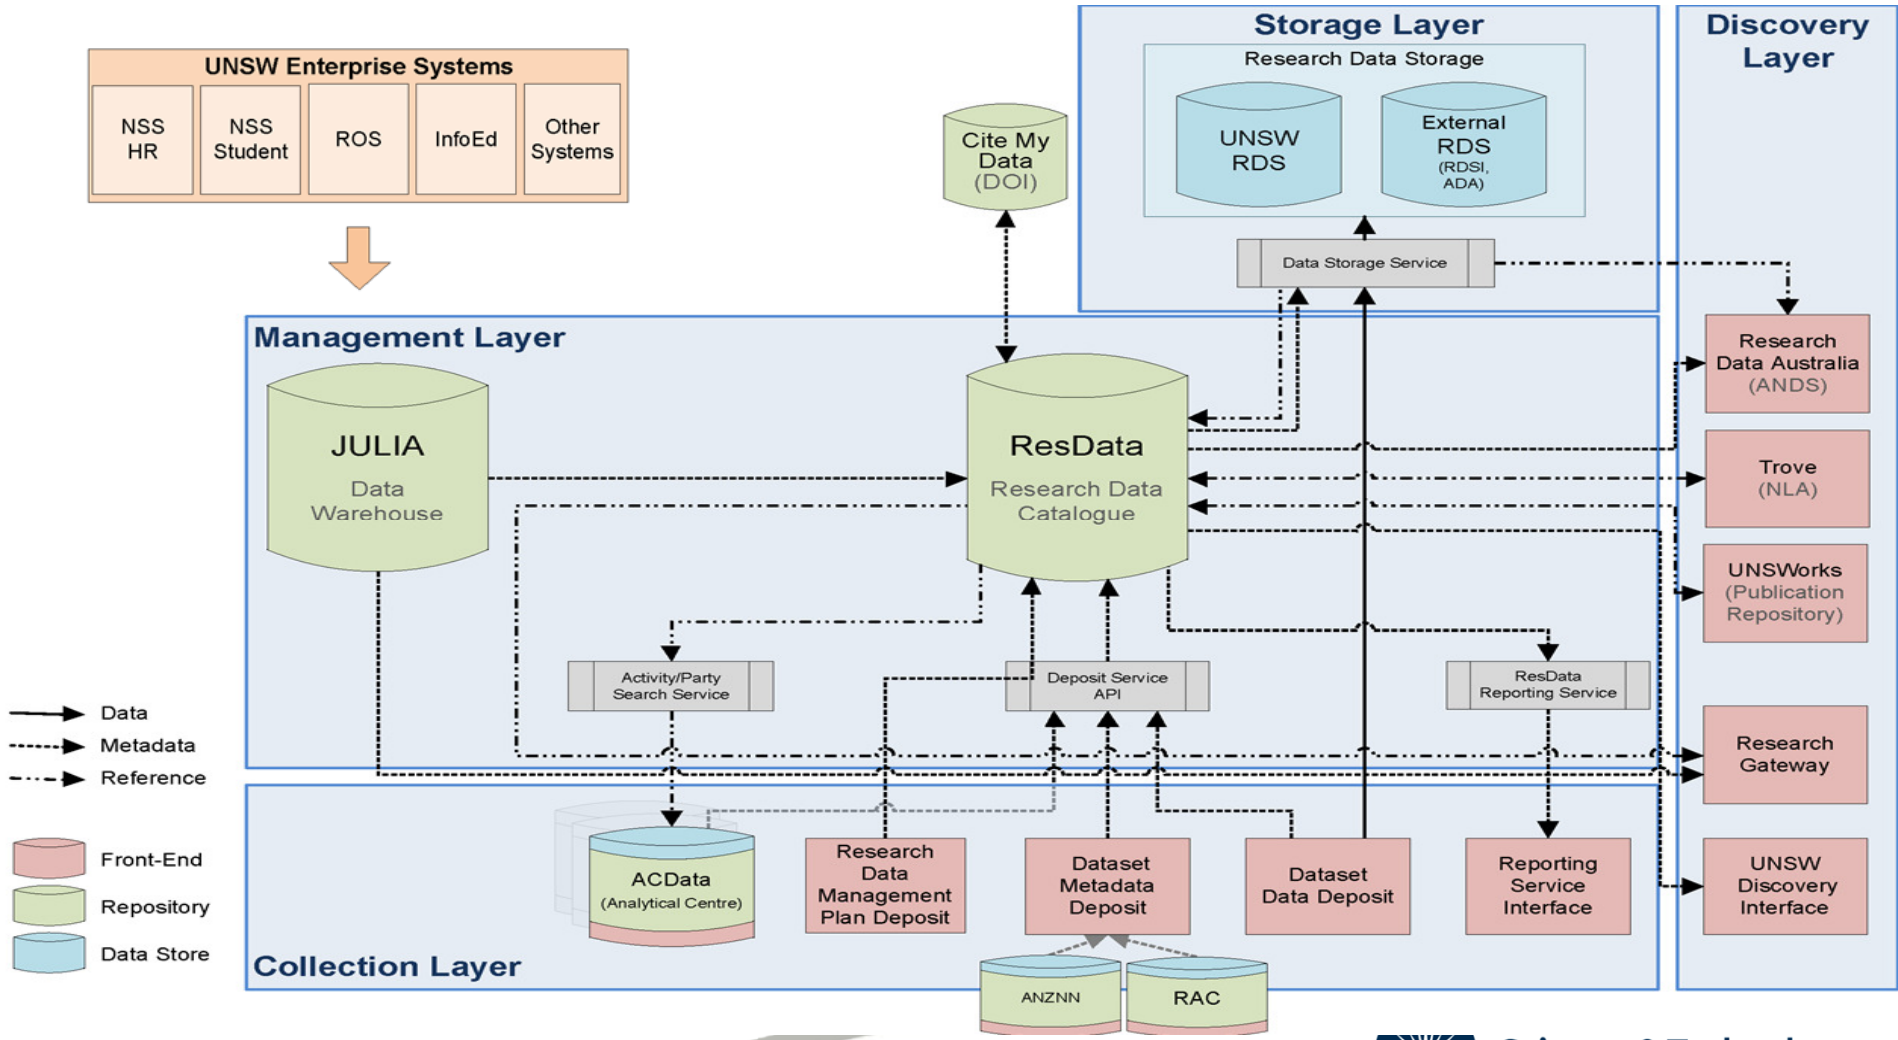 Storage Layer
Discovery
Layer
UNSW Enterprise Systems
Research Data Storage
NSS
HR
NSS
Student
ROS
InfoEd
Other
Systems
Cite My
Data
(DOI)
UNSW
RDS
External
RDS
(RDSI,
ADA)
Data Storage Service
Management Layer
JULIA
Data
Warehouse
ResData
Research Data
Catalogue
Research
Data Australia
(ANDS)
Trove
(NLA)
UNSWorks
(Publication
Repository)
Activity/Party
Search Service
Deposit Service
API
ResData
Reporting Service
Research
Gateway
Data
Metadata
Reference
Front-End
Repository
Data Store
ACData
(Analytical Centre)
Research
Data
Management
Plan Deposit
Dataset
Metadata
Deposit
Dataset
Data Deposit
Reporting
Service
Interface
UNSW
Discovery
Interface
Collection Layer
ANZNN
RAC